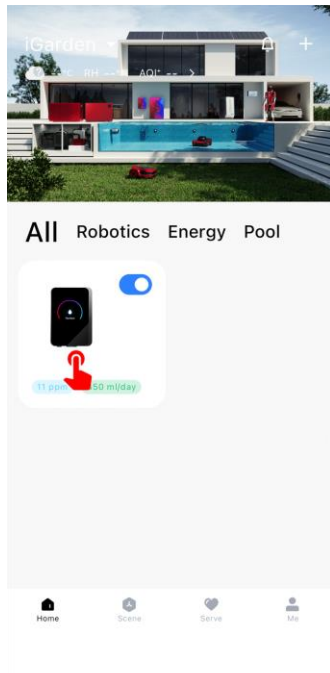 iGarden
RH --% AQI* -- >
All Robotics Energy Pool
11 ppm
50 ml/day
Home Scene Serve Me